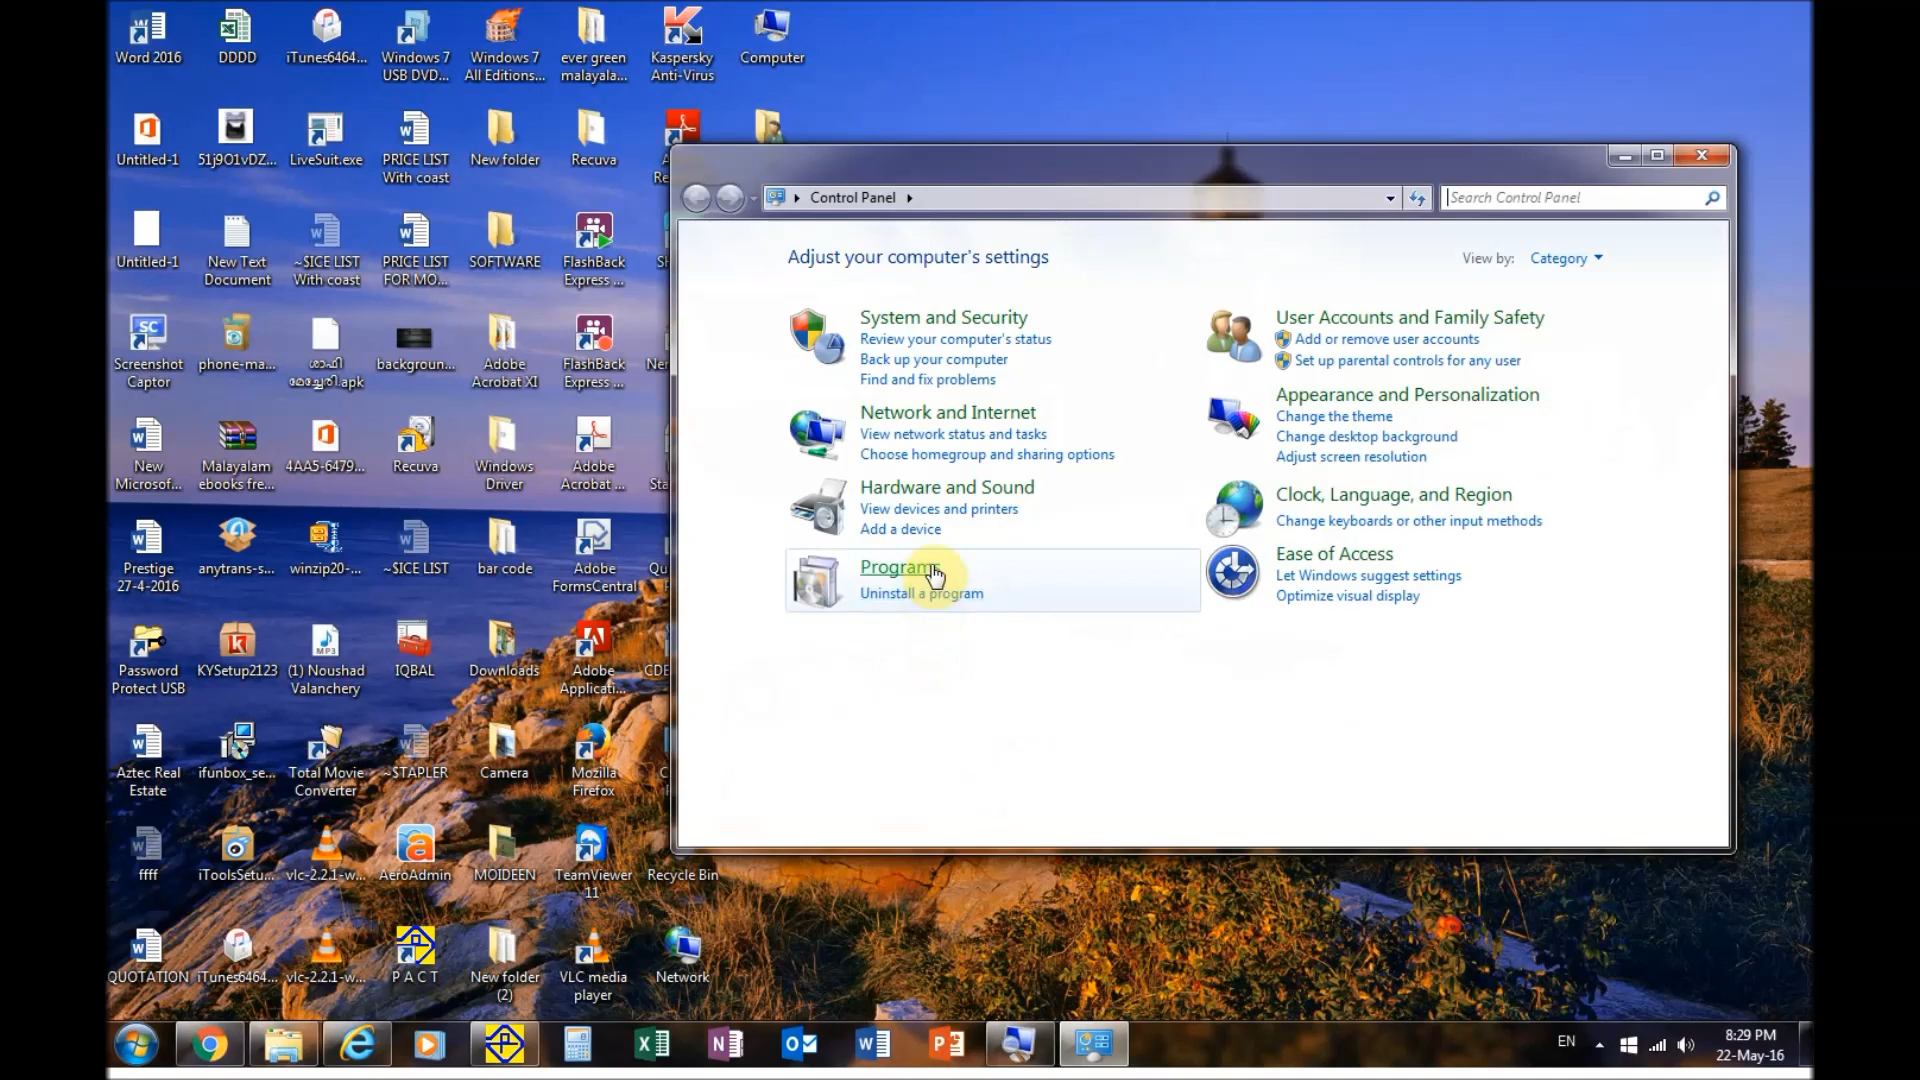 Word 2016
DDDD
iTunes6464...
Windows 7
USB DVD...
Windows 7
All Editions...
ever green
malayala...
Kaspersky
Anti-Virus
Computer
Untitled-1
51j9O1vDZ...
LiveSuit.exe
PRICE LIST
With coast
New folder
Recuva
Untitled-1
New Text
Document
~$ICE LIST
With coast
PRICE LIST
FOR MO...
SOFTWARE
FlashBack
Express ...
Screenshot
Captor
phone-ma...
ശാഫി
മേച്ചേരി.apk
backgroun...
Adobe
Acrobat XI
FlashBack
Express ...
New
Microsof...
Malayalam
ebooks fre...
4AA5-6479...
Recuva
Windows
Driver
Adobe
Acrobat ...
Prestige
27-4-2016
anytrans-s...
winzip20-...
~$ICE LIST
bar code
Adobe
FormsCentral
Password
Protect USB
KYSetup2123
(1) Noushad
Valanchery
IQBAL
Downloads
Adobe
Applicati...
Aztec Real
Estate
ifunbox_se...
Total Movie
Converter
~$TAPLER
Camera
Mozilla
Firefox
ffff
iToolsSetu...
vlc-2.2.1-w...
AeroAdmin
MOIDEEN
TeamViewer
11
Recycle Bin
QUOTATION
iTunes6464...
vlc-2.2.1-w...
P A C T
New folder
(2)
VLC media
player
Network
Control Panel
Search Control Panel
Adjust your computer's settings
View by: Category
System and Security
Review your computer's status
Back up your computer
Find and fix problems
Network and Internet
View network status and tasks
Choose homegroup and sharing options
Hardware and Sound
View devices and printers
Add a device
Programs
Uninstall a program
User Accounts and Family Safety
Add or remove user accounts
Set up parental controls for any user
Appearance and Personalization
Change the theme
Change desktop background
Adjust screen resolution
Clock, Language, and Region
Change keyboards or other input methods
Ease of Access
Let Windows suggest settings
Optimize visual display
EN
8:29 PM
22-May-16